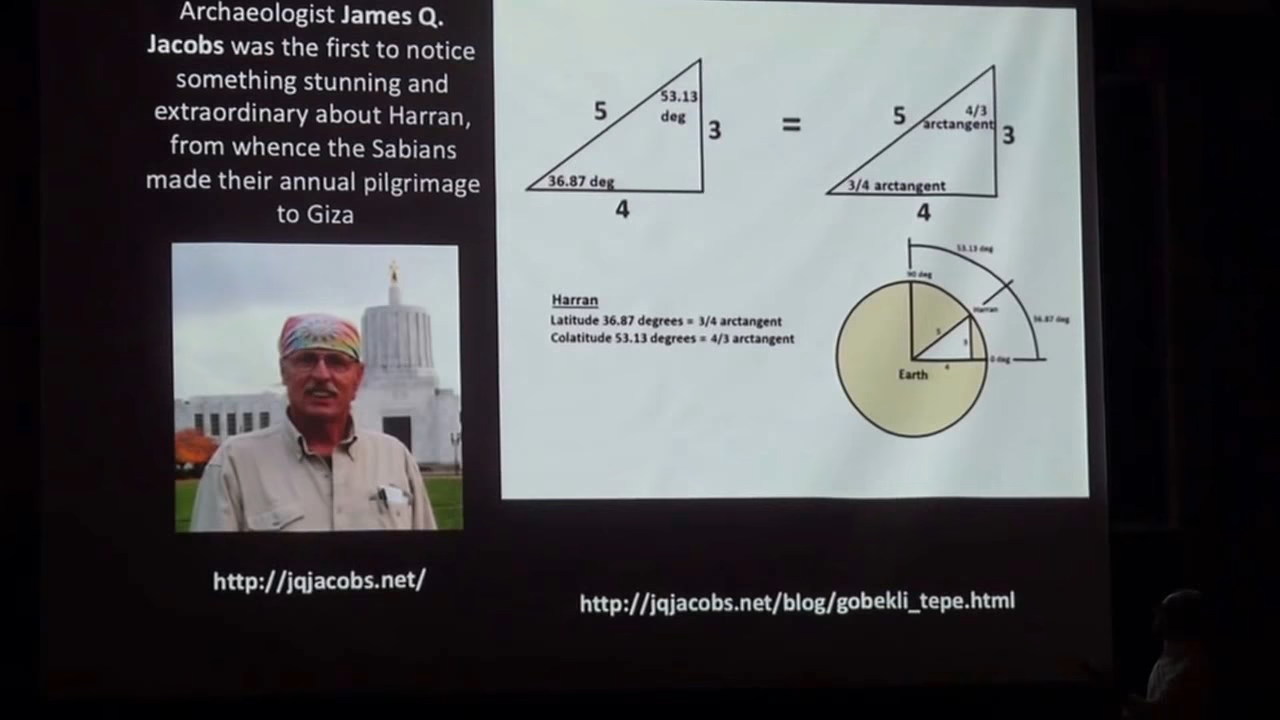 Archaeologist James Q.
Jacobs was the first to notice
something stunning and
extraordinary about Harran,
from whence the Sabians
made their annual pilgrimage
to Giza
http://jqjacobs.net/
5
53.13
deg
3
36.87 deg
4
=
5
4/3
arctangent
3
3/4 arctangent
4
Harran
Latitude 36.87 degrees = 3/4 arctangent
Colatitude 53.13 degrees = 4/3 arctangent
53.13 deg
90 deg
Harran
36.87 deg
5
3
0 deg
4
Earth
http://jqjacobs.net/blog/gobekli_tepe.html